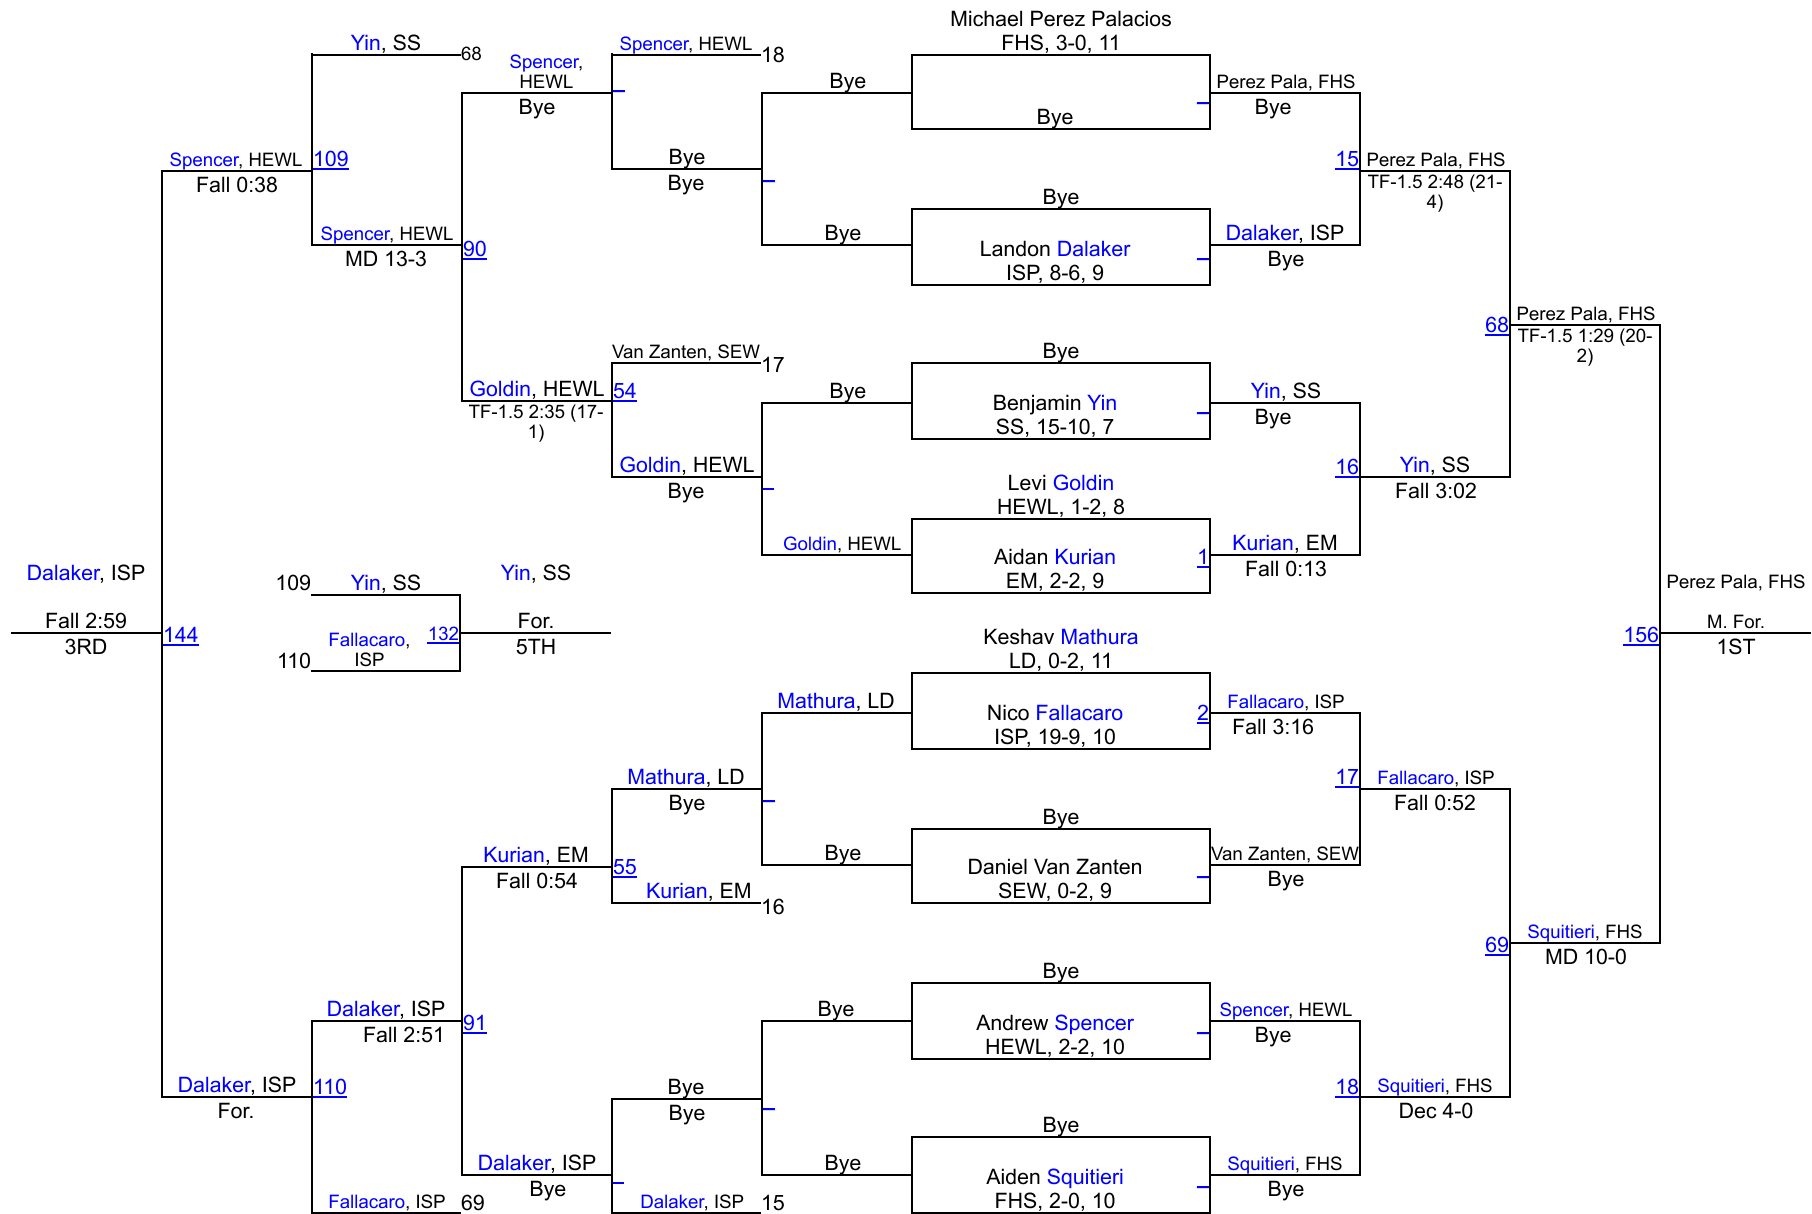 Michael Perez Palacios
FHS, 3-0, 11
Yin, SS
68
Spencer, HEWL
18
Spencer,
HEWL
Bye
Bye
Perez Pala, FHS
Bye
Bye
Spencer, HEWL
109
Fall 0:38
Bye
Bye
15
Perez Pala, FHS
TF-1.5 2:48 (21-
4)
Bye
Spencer, HEWL
90
MD 13-3
Bye
Landon Dalaker
ISP, 8-6, 9
Dalaker, ISP
Bye
68
Perez Pala, FHS
TF-1.5 1:29 (20-
2)
Van Zanten, SEW
17
Bye
Goldin, HEWL
54
TF-1.5 2:35 (17-
1)
Bye
Benjamin Yin
SS, 15-10, 7
Yin, SS
Bye
Goldin, HEWL
Bye
16
Yin, SS
Fall 3:02
Levi Goldin
HEWL, 1-2, 8
Goldin, HEWL
Aidan Kurian
EM, 2-2, 9
1
Kurian, EM
Fall 0:13
Dalaker, ISP
Fall 2:59
3RD
144
109
Yin, SS
Yin, SS
Fallacaro,
ISP
132
For.
5TH
110
Perez Pala, FHS
M. For.
1ST
156
Keshav Mathura
LD, 0-2, 11
Mathura, LD
Nico Fallacaro
ISP, 19-9, 10
2
Fallacaro, ISP
Fall 3:16
Mathura, LD
Bye
17
Fallacaro, ISP
Fall 0:52
Bye
Kurian, EM
55
Fall 0:54
Bye
Daniel Van Zanten
SEW, 0-2, 9
Van Zanten, SEW
Bye
Kurian, EM
16
69
Squitieri, FHS
MD 10-0
Bye
Dalaker, ISP
91
Fall 2:51
Bye
Andrew Spencer
HEWL, 2-2, 10
Spencer, HEWL
Bye
Dalaker, ISP
110
For.
Bye
Bye
18
Squitieri, FHS
Dec 4-0
Bye
Dalaker, ISP
Bye
Bye
Aiden Squitieri
FHS, 2-0, 10
Squitieri, FHS
Bye
Fallacaro, ISP
69
Dalaker, ISP
15